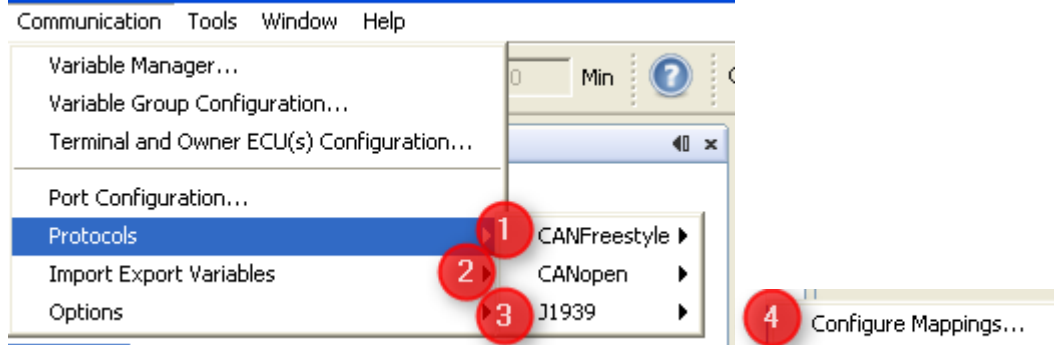 Communication Tools Window Help
Variable Manager...
0 Min ?
Variable Group Configuration...
Terminal and Owner ECU(s) Configuration...
Port Configuration...
Protocols 1 CANFreestyle
Import Export Variables 2 CANopen
Options 3 J1939
4 Configure Mappings...